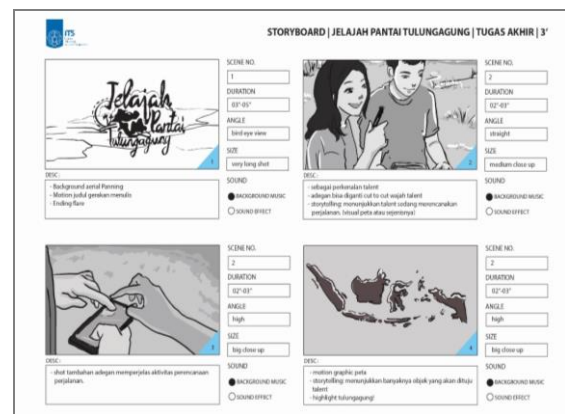 ITS
STORYBOARD | JELAJAH PANTAI TULUNGAGUNG | TUGAS AKHIR | 3'
Jelajah
Pantai
Tulungagung
1
SCENE NO.
1
DURATION
03"-05"
ANGLE
bird eye view
SIZE
very long shot
SOUND
BACKGROUND MUSIC
SOUND EFFECT
DESC :
- Background aerial Panning
- Motion judul gerakan menulis
- Ending flare
2
SCENE NO.
2
DURATION
02"-03"
ANGLE
straight
SIZE
medium close up
SOUND
BACKGROUND MUSIC
SOUND EFFECT
DESC :
- sebagai perkenalan talent
- adegan bisa diganti cut to cut wajah talent
- storytelling: menunjukkan talent sedang merencanakan
perjalanan. (visual peta atau sejenisnya)
3
SCENE NO.
2
DURATION
02"-03"
ANGLE
high
SIZE
big close up
SOUND
BACKGROUND MUSIC
SOUND EFFECT
DESC :
- shot tambahan adegan memperjelas aktivitas perencanaan
perjalanan.
4
SCENE NO.
2
DURATION
02"-03"
ANGLE
high
SIZE
big close up
SOUND
BACKGROUND MUSIC
SOUND EFFECT
DESC :
- motion graphic peta
- storytelling: menunjukkan banyaknya objek yang akan dituju
talent
- highlight tulungagung!